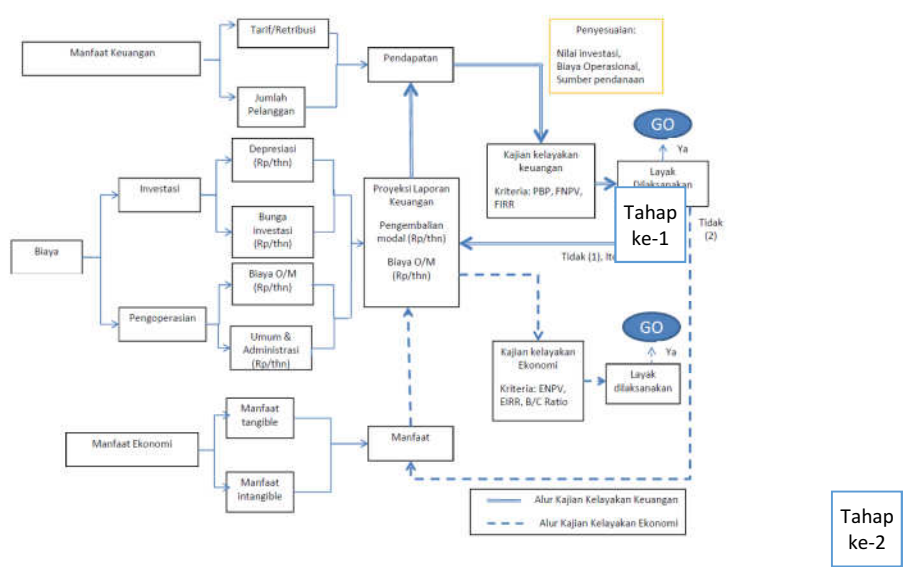 Manfaat Keuangan
Tarif/Retribusi
Jumlah
Pelanggan
Pendapatan
Penyesuaian:
Nilai investasi,
Biaya Operasional,
Sumber pendanaan
GO
Ya
Kajian kelayakan
keuangan
Kriteria: PBP, FNPV,
FIRR
Layak
Dilaksanakan
Tahap
ke-1
Tidak
(2)
Tidak (1),
Biaya
Investasi
Depresiasi
(Rp/thn)
Bunga
investasi
(Rp/thn)
Pengoperasian
Biaya O/M
(Rp/thn)
Umum &
Administrasi
(Rp/thn)
Proyeksi Laporan
Keuangan
Pengembalian
modal (Rp/thn)
Biaya O/M
(Rp/thn)
GO
Ya
Kajian kelayakan
Ekonomi
Kriteria: ENPV,
EIRR, B/C Ratio
Layak
dilaksanakan
Manfaat Ekonomi
Manfaat
tangible
Manfaat
intangible
Manfaat
Alur Kajian Kelayakan Keuangan
Alur Kajian Kelayakan Ekonomi
Tahap
ke-2